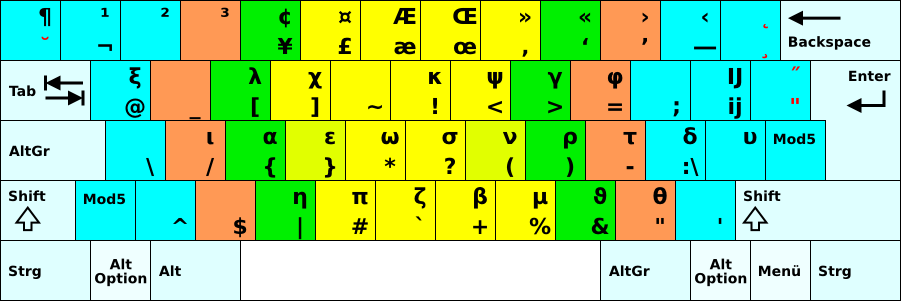 ¶ 1 2 3 ¢ ¤ Æ Œ » « › ‹ ˛
˘ ¬ ¥ £ æ œ ‚ ‘ ’ — ¸ Backspace
Tab ξ λ χ κ ψ γ φ IJ ˝ Enter
@ _ [ ] ~ ! < > = ; ij "
AltGr ι α ε ω σ ν ρ τ δ υ Mod5
\ / { } * ? ( ) - :\
Shift Mod5 η π ζ β μ ϑ θ Shift
^ $ | # ` + % & " '
Strg Alt Option Alt AltGr Alt Option Menü Strg